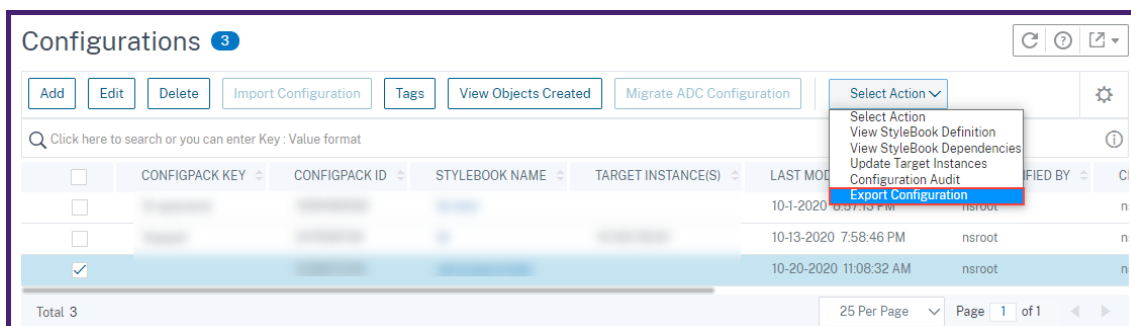 Configurations 3
Add Edit Delete Import Configuration Tags View Objects Created Migrate ADC Configuration Select Action
Select Action
View StyleBook Definition
View StyleBook Dependencies
Update Target Instances
Configuration Audit
Export Configuration
Click here to search or you can enter Key : Value format
CONFIGPACK KEY CONFIGPACK ID STYLEBOOK NAME TARGET INSTANCE(S) LAST MOD IFIED BY
10-1-2020 nsroot
10-13-2020 7:58:46 PM nsroot
10-20-2020 11:08:32 AM nsroot
Total 3 25 Per Page Page 1 of 1